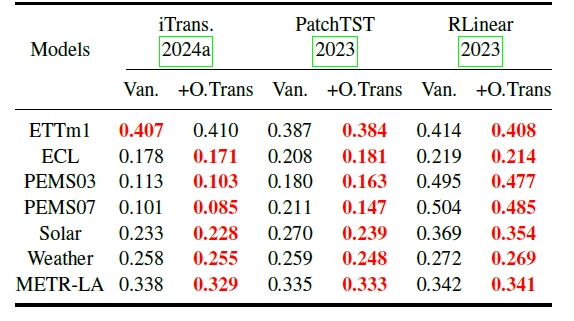 iTrans. PatchTST RLinear
Models 2024a 2023 2023
Van. +O.Trans Van. +O.Trans Van. +O.Trans
ETTm1 0.407 0.410 0.387 0.384 0.414 0.408
ECL 0.178 0.171 0.208 0.181 0.219 0.214
PEMS03 0.113 0.103 0.180 0.163 0.495 0.477
PEMS07 0.101 0.085 0.211 0.147 0.504 0.485
Solar 0.233 0.228 0.270 0.239 0.369 0.354
Weather 0.258 0.255 0.259 0.248 0.272 0.269
METR-LA 0.338 0.329 0.335 0.333 0.342 0.341